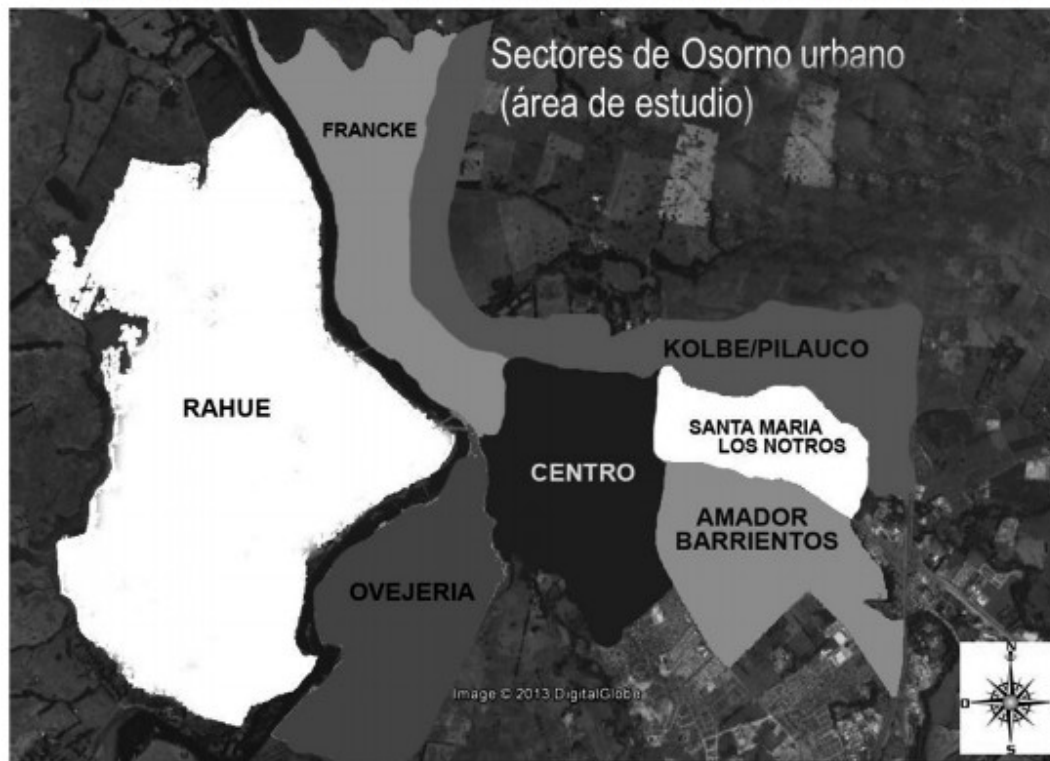 Sectores de Osorno urbano
(área de estudio)
FRANCKE
KOLBE/PILAUCO
RAHUE
SANTA MARIA
LOS NOTROS
CENTRO
AMADOR
BARRIENTOS
OVEJERIA
Image © 2013 DigitalGlobe
N
O
S